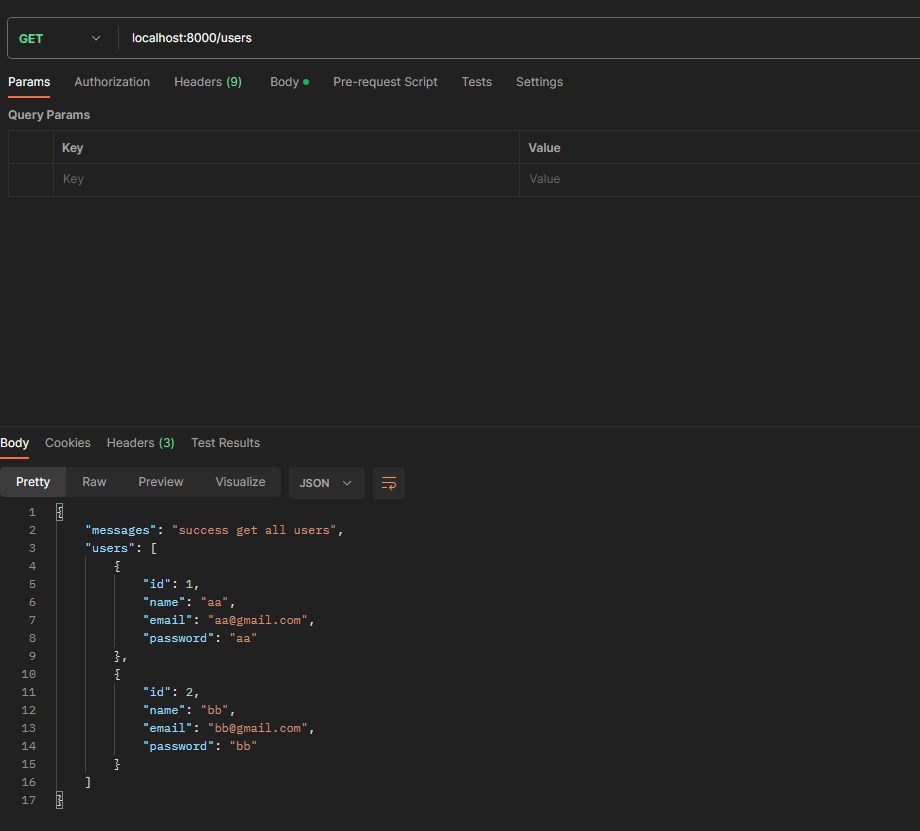 GET localhost:8000/users
Params Authorization Headers (9) Body Pre-request Script Tests Settings
Query Params
Key Value
Key Value
Body Cookies Headers (3) Test Results
Pretty Raw Preview Visualize JSON
1 {
2 "messages": "success get all users",
3 "users": [
4 {
5 "id": 1,
6 "name": "aa",
7 "email": "aa@gmail.com",
8 "password": "aa"
9 },
10 {
11 "id": 2,
12 "name": "bb",
13 "email": "bb@gmail.com",
14 "password": "bb"
15 }
16 ]
17 }